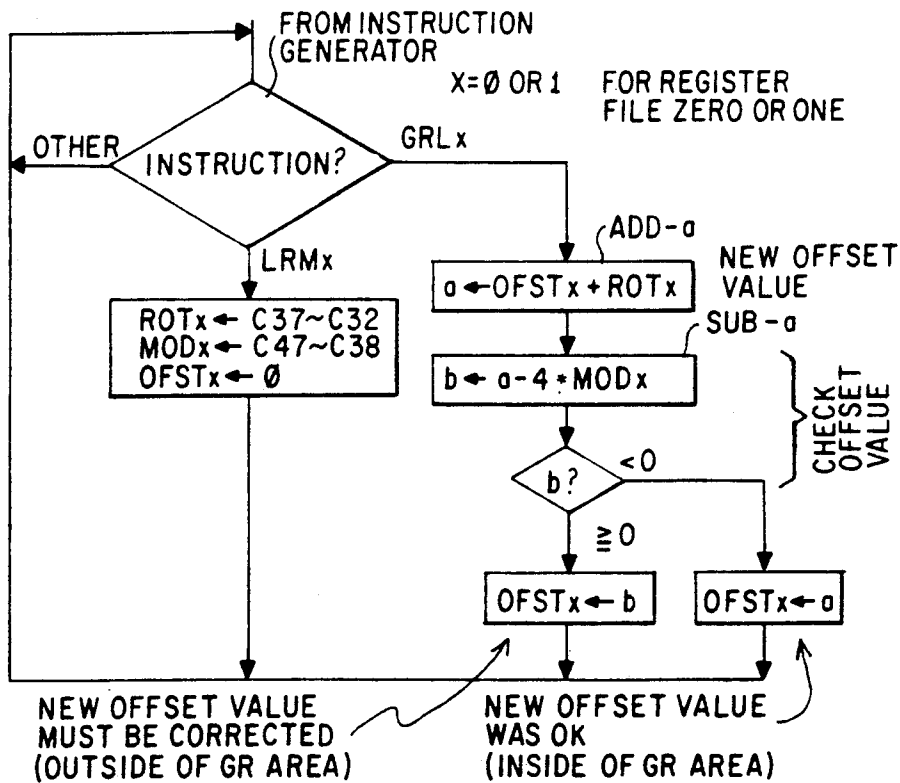 FROM INSTRUCTION
GENERATOR
X=Ø OR 1 FOR REGISTER
FILE ZERO OR ONE
OTHER
INSTRUCTION?
GRLx
LRMx
ADD-a
NEW OFFSET
VALUE
a←OFSTx+ROTx
SUB-a
ROTx← C37~C32
MODx← C47~C38
OFSTx← Ø
b← a-4*MODx
CHECK
OFFSET
VALUE
b?
<0
≧0
OFSTx←b
OFSTx←a
NEW OFFSET VALUE
MUST BE CORRECTED
(OUTSIDE OF GR AREA)
NEW OFFSET VALUE
WAS OK
(INSIDE OF GR AREA)